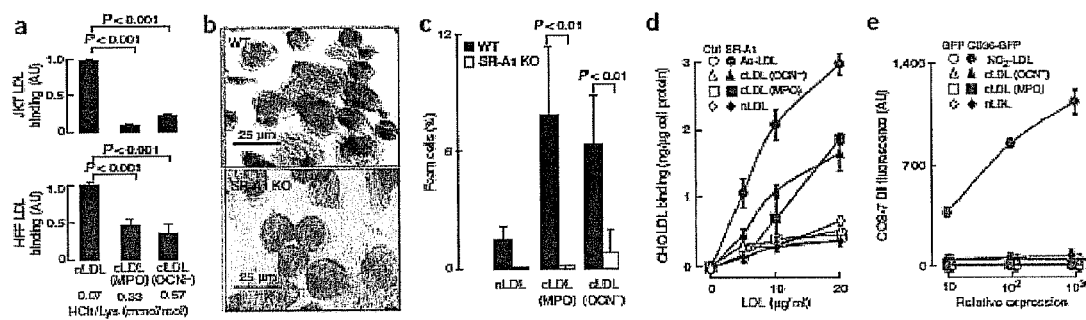 a
P < 0.001
P < 0.001
JKT LDL
binding (AU)
1.0
0.5
0
P < 0.001
P < 0.001
HFF LDL
binding (AU)
1.0
0.5
0
nLDL
cLDL
(MPO)
cLDL
(OCN⁻)
0.07
0.33
0.57
HCit/Lys (mmol/mol)
b
WT
25 µm
SR-A1 KO
25 µm
c
12
6
0
Foam cells (%)
WT
SR-A1 KO
P < 0.01
P < 0.01
nLDL
cLDL
(MPO)
cLDL
(OCN⁻)
d
Ctrl SR-A1
Ac-LDL
cLDL (OCN⁻)
cLDL (MPO)
nLDL
CHO LDL binding (ng/µg cell protein)
3
2
1
0
0
10
20
LDL (µg/ml)
e
GFP CD36-GFP
NO₂-LDL
cLDL (OCN⁻)
cLDL (MPO)
nLDL
COS-7 DiI fluorescence (AU)
1,400
700
0
10
10²
10³
Relative expression